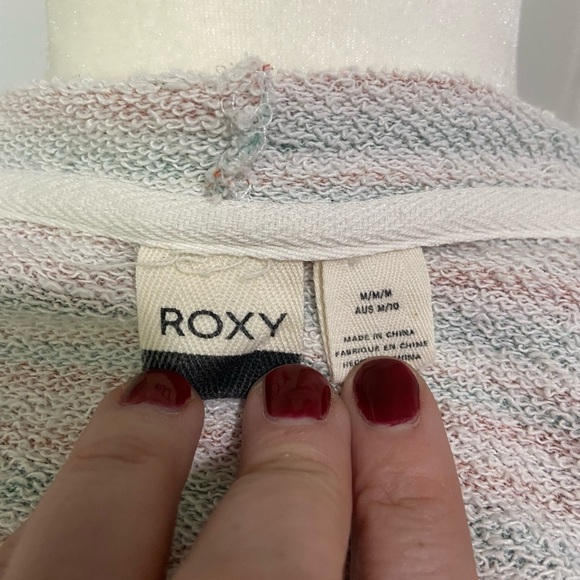 ROXY
M/M/M
AUS M/10
MADE IN CHINA
FABRIQUE EN CHINE